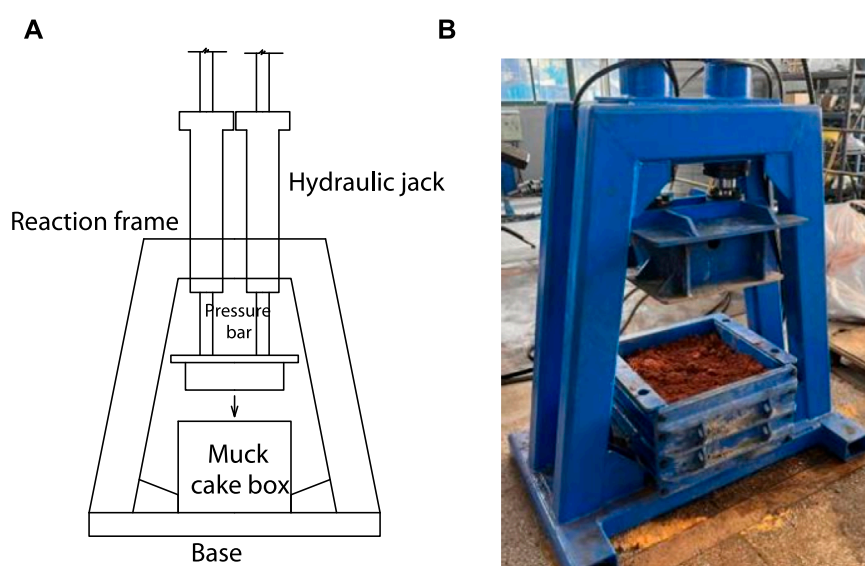 A
B
Hydraulic jack
Reaction frame
Pressure
bar
Muck
cake box
Base